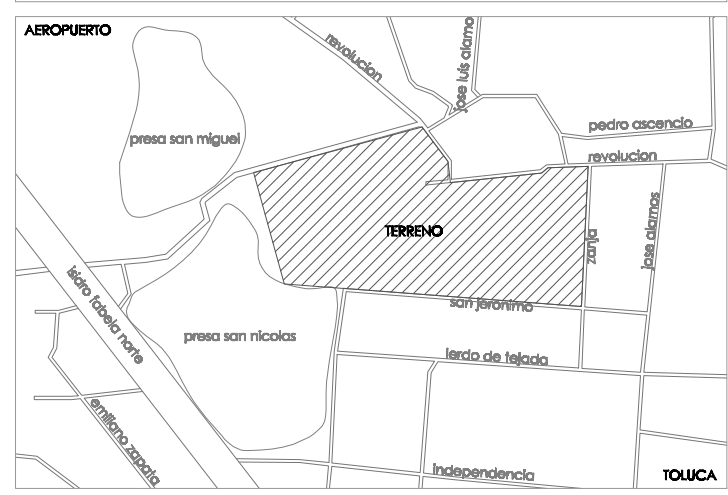 AEROPUERTO
revolucion
jose luis alamo
presa san miguel
pedro ascencio
revolucion
TERRENO
zanja
jose alamos
isidro fabela norte
san jeronimo
presa san nicolas
lerdo de tejada
emiliano zapata
independencia
TOLUCA